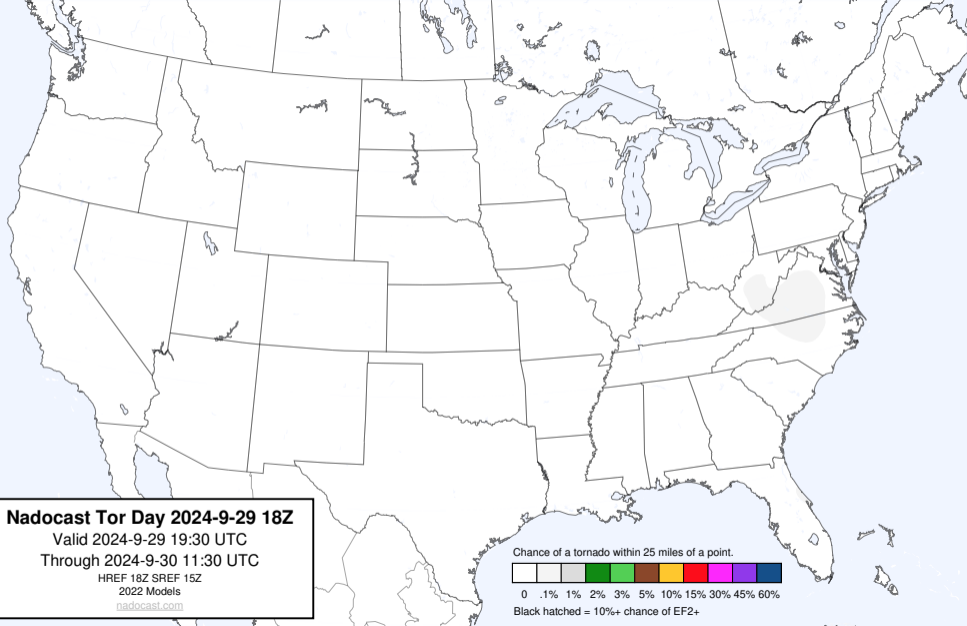 Nadocast Tor Day 2024-9-29 18Z
Valid 2024-9-29 19:30 UTC
Through 2024-9-30 11:30 UTC
HREF 18Z SREF 15Z
2022 Models
nadocast.com
Chance of a tornado within 25 miles of a point.
0 .1% 1% 2% 3% 5% 10% 15% 30% 45% 60%
Black hatched = 10%+ chance of EF2+